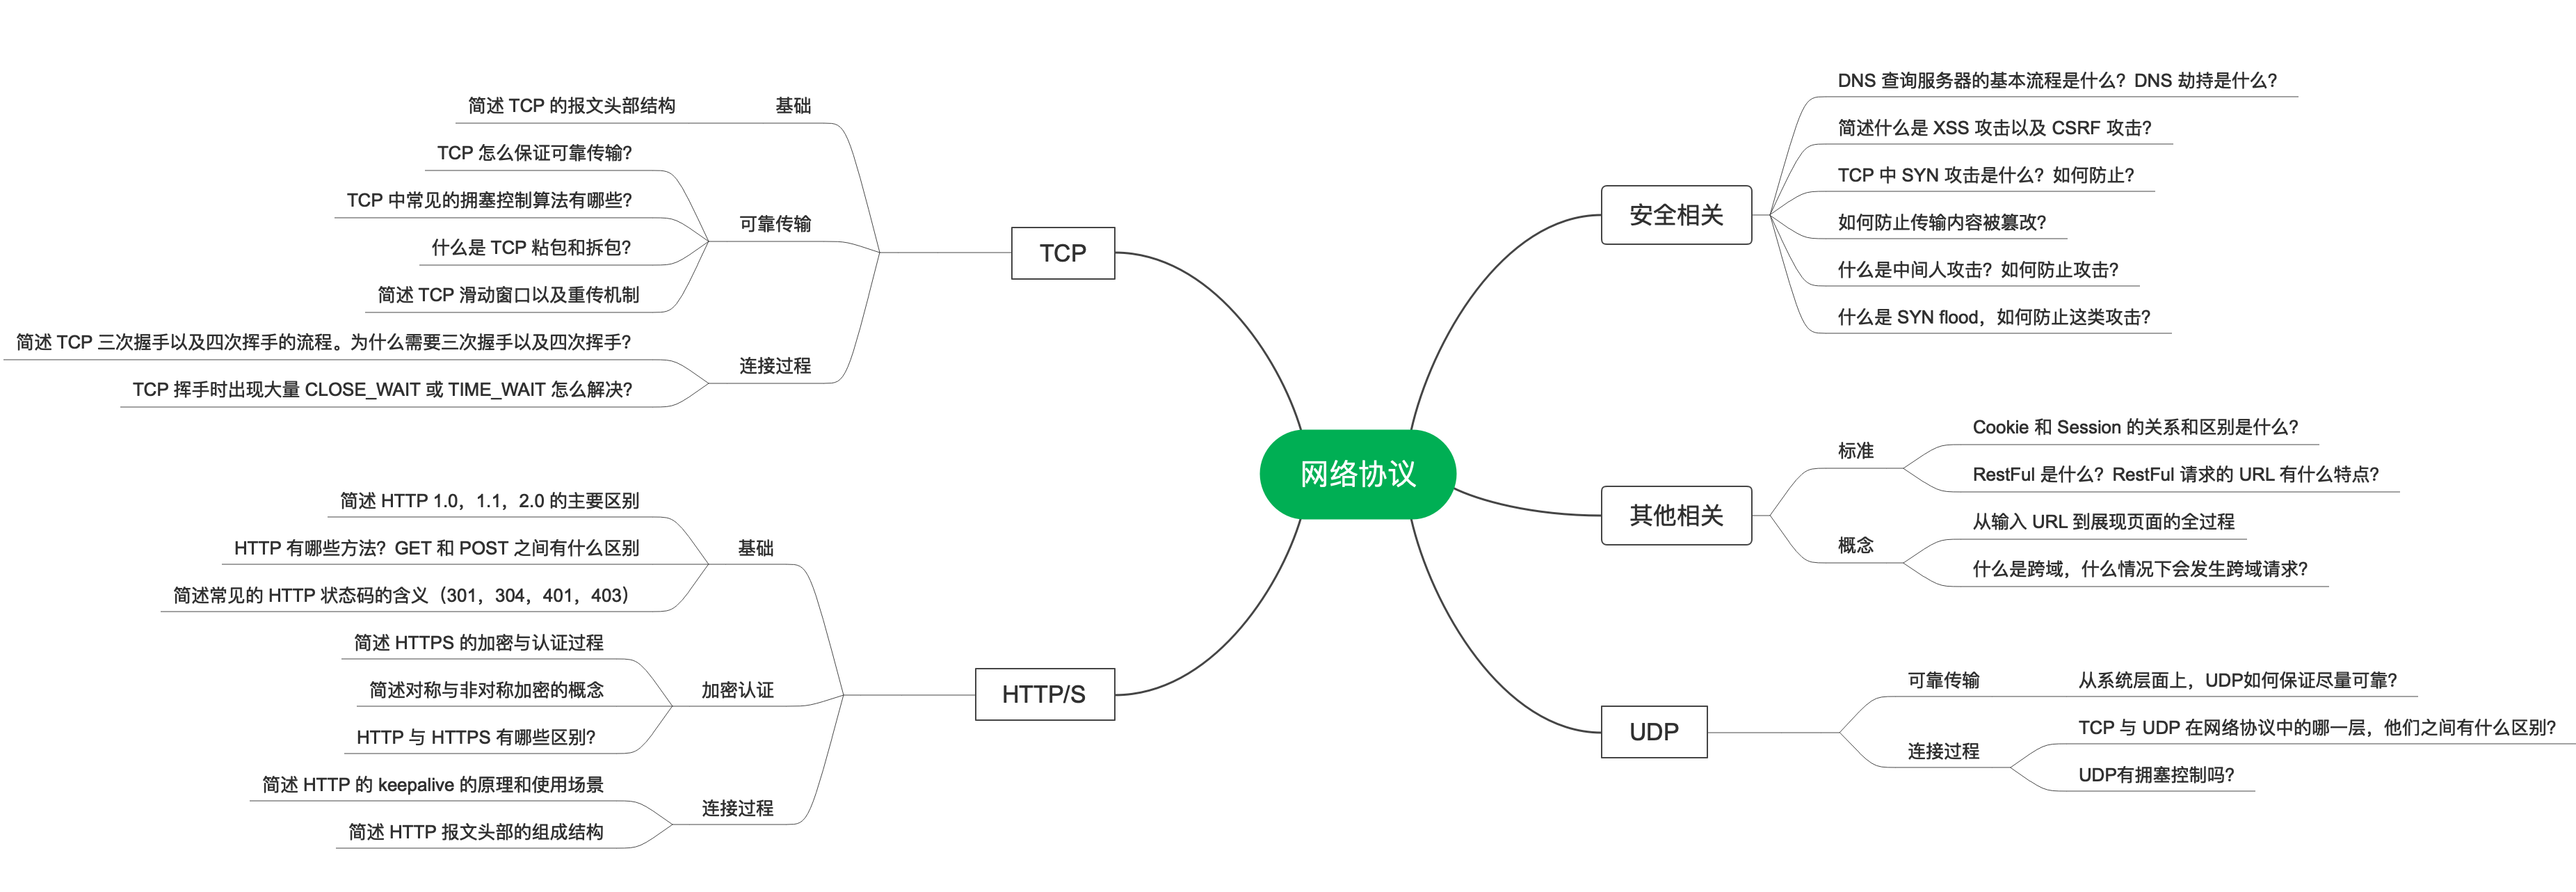 网络协议
TCP
基础
简述 TCP 的报文头部结构
可靠传输
TCP 怎么保证可靠传输?
TCP 中常见的拥塞控制算法有哪些?
什么是 TCP 粘包和拆包?
简述 TCP 滑动窗口以及重传机制
连接过程
简述 TCP 三次握手以及四次挥手的流程。为什么需要三次握手以及四次挥手?
TCP 挥手时出现大量 CLOSE_WAIT 或 TIME_WAIT 怎么解决?
HTTP/S
基础
简述 HTTP 1.0，1.1，2.0 的主要区别
HTTP 有哪些方法？GET 和 POST 之间有什么区别
简述常见的 HTTP 状态码的含义（301，304，401，403）
加密认证
简述 HTTPS 的加密与认证过程
简述对称与非对称加密的概念
HTTP 与 HTTPS 有哪些区别?
连接过程
简述 HTTP 的 keepalive 的原理和使用场景
简述 HTTP 报文头部的组成结构
安全相关
DNS 查询服务器的基本流程是什么？DNS 劫持是什么?
简述什么是 XSS 攻击以及 CSRF 攻击?
TCP 中 SYN 攻击是什么？如何防止?
如何防止传输内容被篡改?
什么是中间人攻击？如何防止攻击?
什么是 SYN flood，如何防止这类攻击?
其他相关
标准
Cookie 和 Session 的关系和区别是什么?
RestFul 是什么？RestFul 请求的 URL 有什么特点?
概念
从输入 URL 到展现页面的全过程
什么是跨域，什么情况下会发生跨域请求?
UDP
可靠传输
从系统层面上，UDP如何保证尽量可靠?
连接过程
TCP 与 UDP 在网络协议中的哪一层，他们之间有什么区别?
UDP有拥塞控制吗?